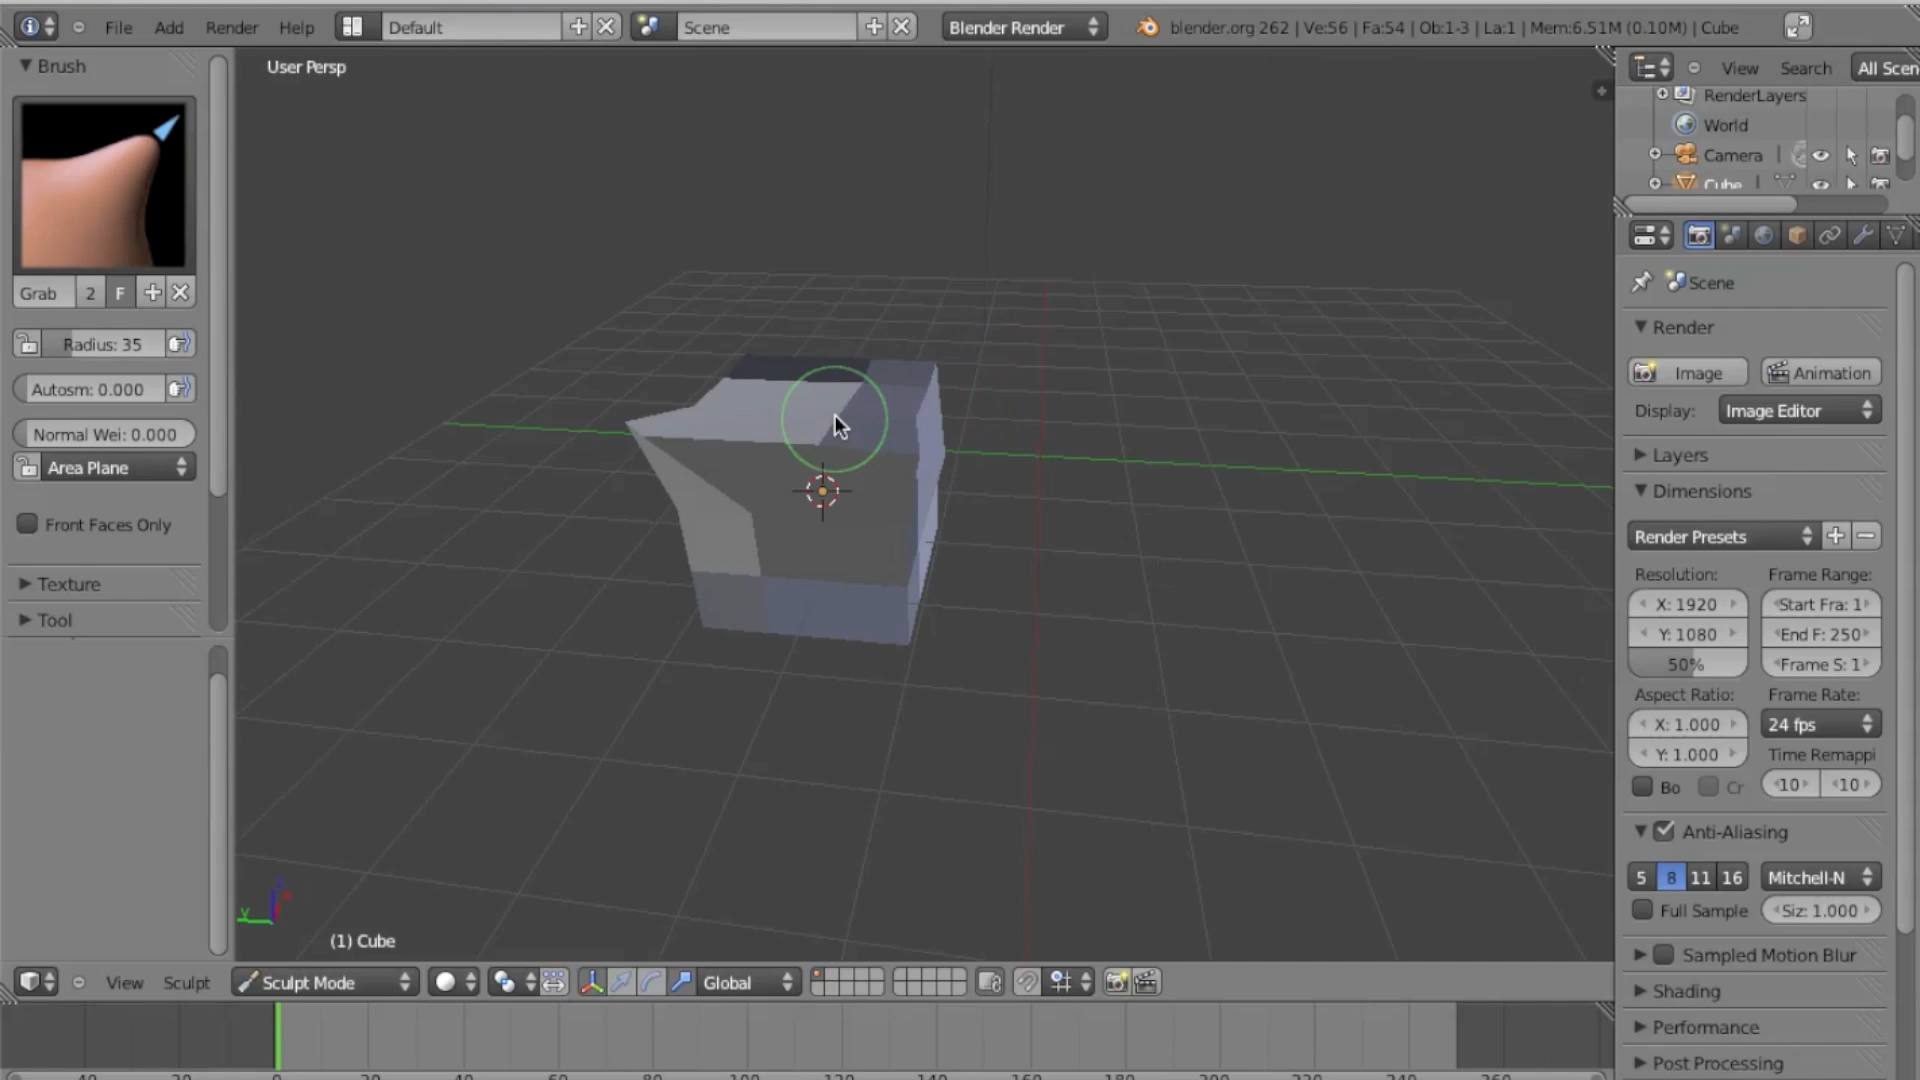 File Add Render Help Default Scene Blender Render blender.org 262 | Ve:56 | Fa:54 | Ob:1-3 | La:1 | Mem:6.51M (0.10M) | Cube
Brush
Grab 2 F
Radius: 35
Autosm: 0.000
Normal Wei: 0.000
Area Plane
Front Faces Only
Texture
Tool
User Persp
(1) Cube
View Search All Scen
RenderLayers
World
Camera
Cube
Scene
Render
Image Animation
Display: Image Editor
Layers
Dimensions
Render Presets
Resolution: Frame Range:
X: 1920 Start Fra: 1
Y: 1080 End F: 250
50% Frame S: 1
Aspect Ratio: Frame Rate:
X: 1.000 24 fps
Y: 1.000 Time Remappi
Bo Cr 10 10
Anti-Aliasing
5 8 11 16 Mitchell-N
Full Sample Siz: 1.000
Sampled Motion Blur
Shading
Performance
Post Processing
View Sculpt Sculpt Mode Global